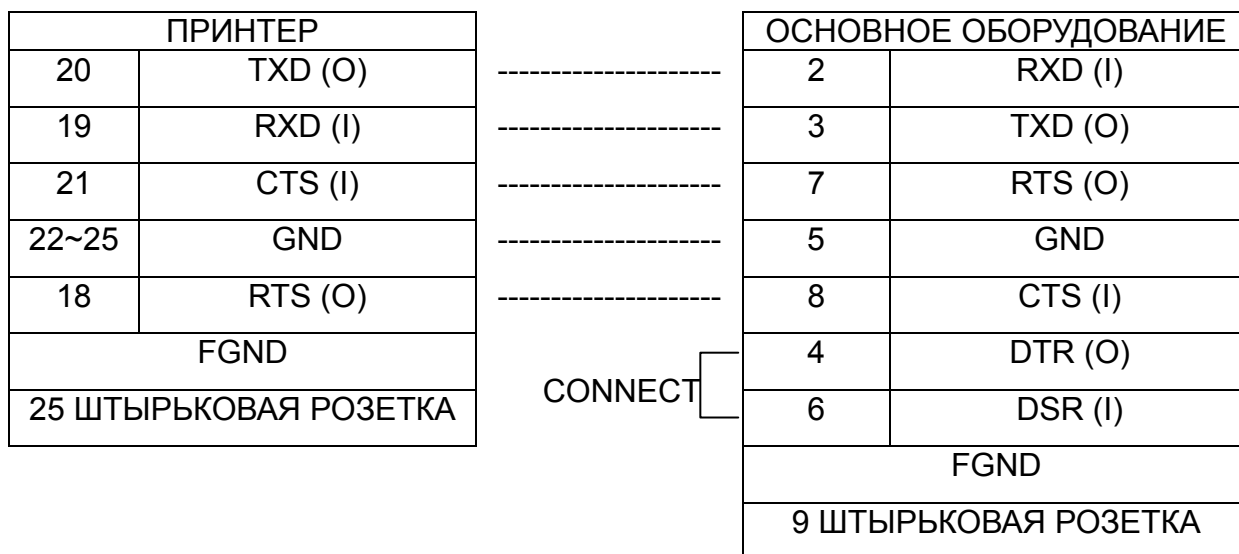 ПРИНТЕР ОСНОВНОЕ ОБОРУДОВАНИЕ
20 TXD (O) --------------------- 2 RXD (I)
19 RXD (I) --------------------- 3 TXD (O)
21 CTS (I) --------------------- 7 RTS (O)
22~25 GND --------------------- 5 GND
18 RTS (O) --------------------- 8 CTS (I)
FGND 4 DTR (O)
CONNECT
25 ШТЫРЬКОВАЯ РОЗЕТКА 6 DSR (I)
FGND
9 ШТЫРЬКОВАЯ РОЗЕТКА